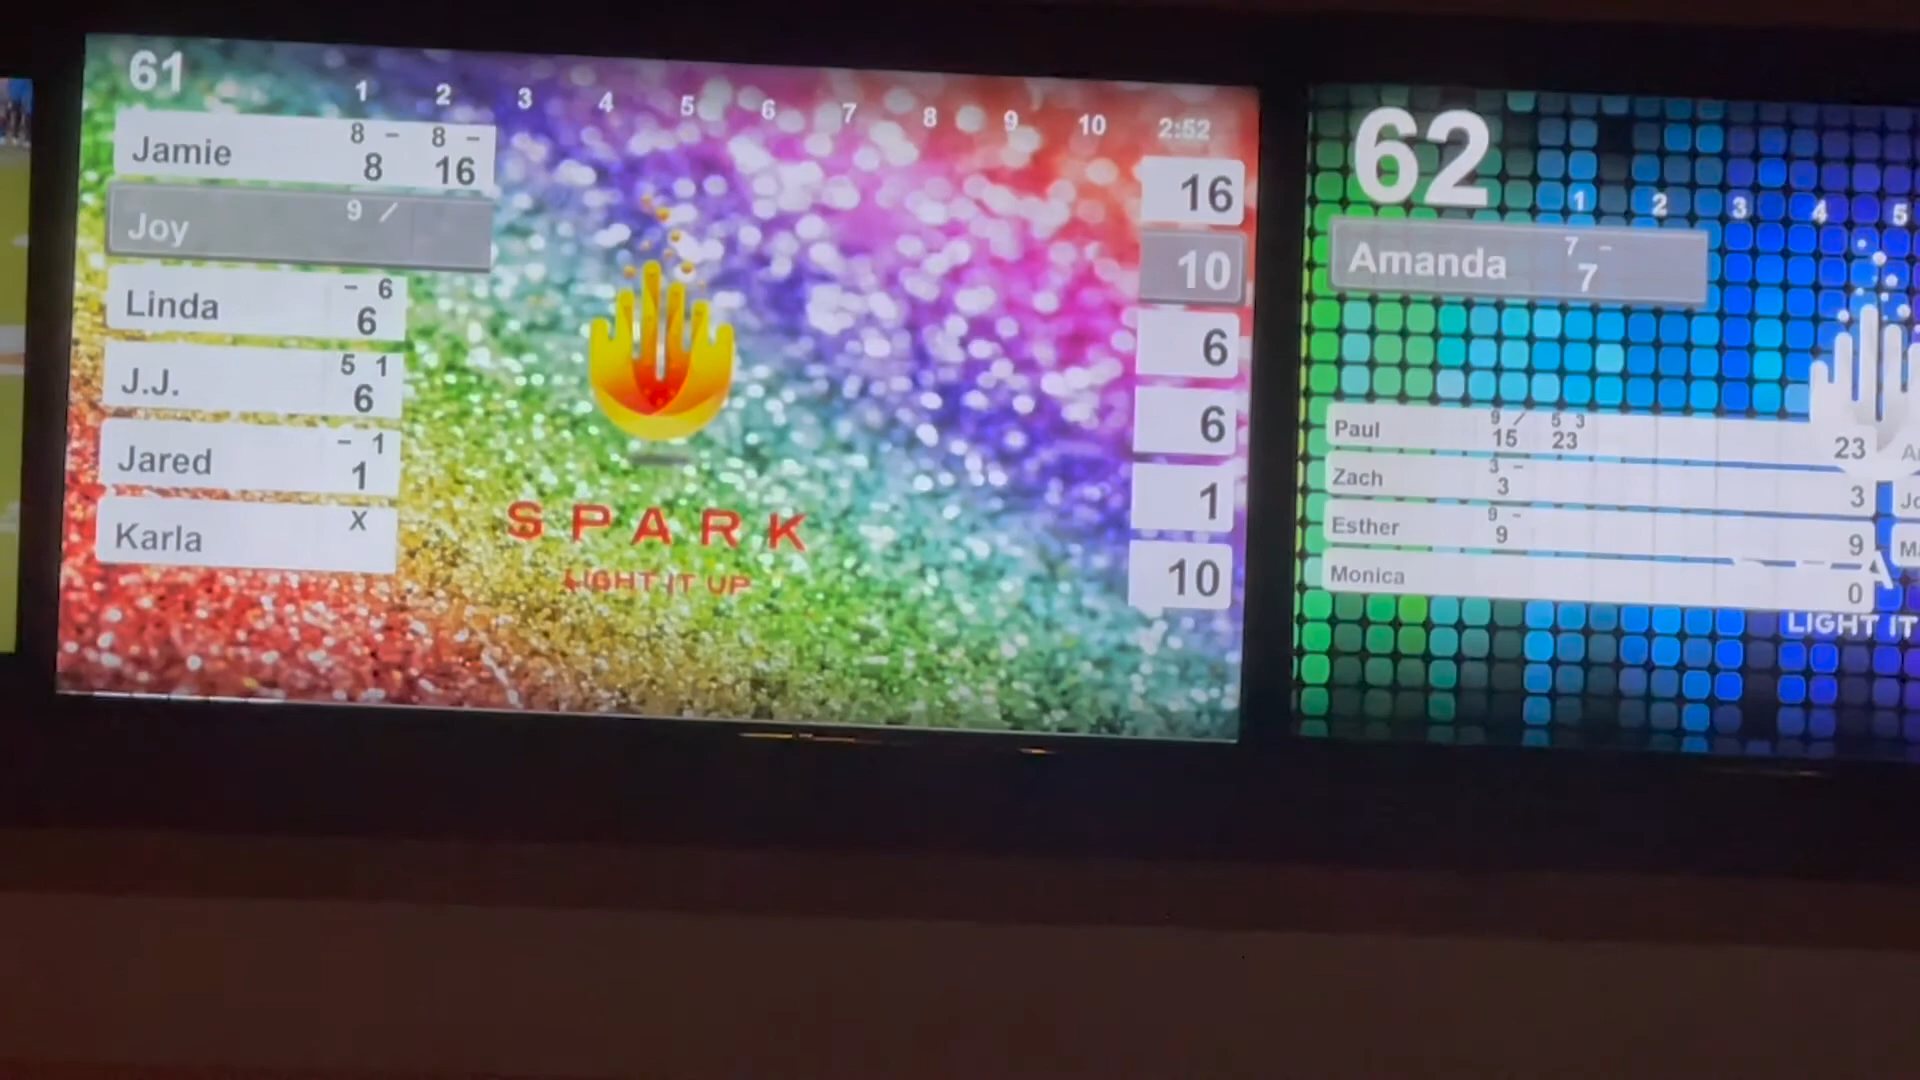 61
1 2 3 4 5 6 7 8 9 10 2:52
Jamie 8 - 8 -
8 16 16
Joy 9 / 10
Linda - 6
6 6
J.J. 5 1
6 6
Jared - 1
1 1
Karla X 10
SPARK
LIGHT IT UP
62
1 2 3 4 5
Amanda 7 -
7
Paul 9 / 5 3
15 23 23
Zach 3 -
3 3
Esther 9 -
9 9
Monica 0
LIGHT IT